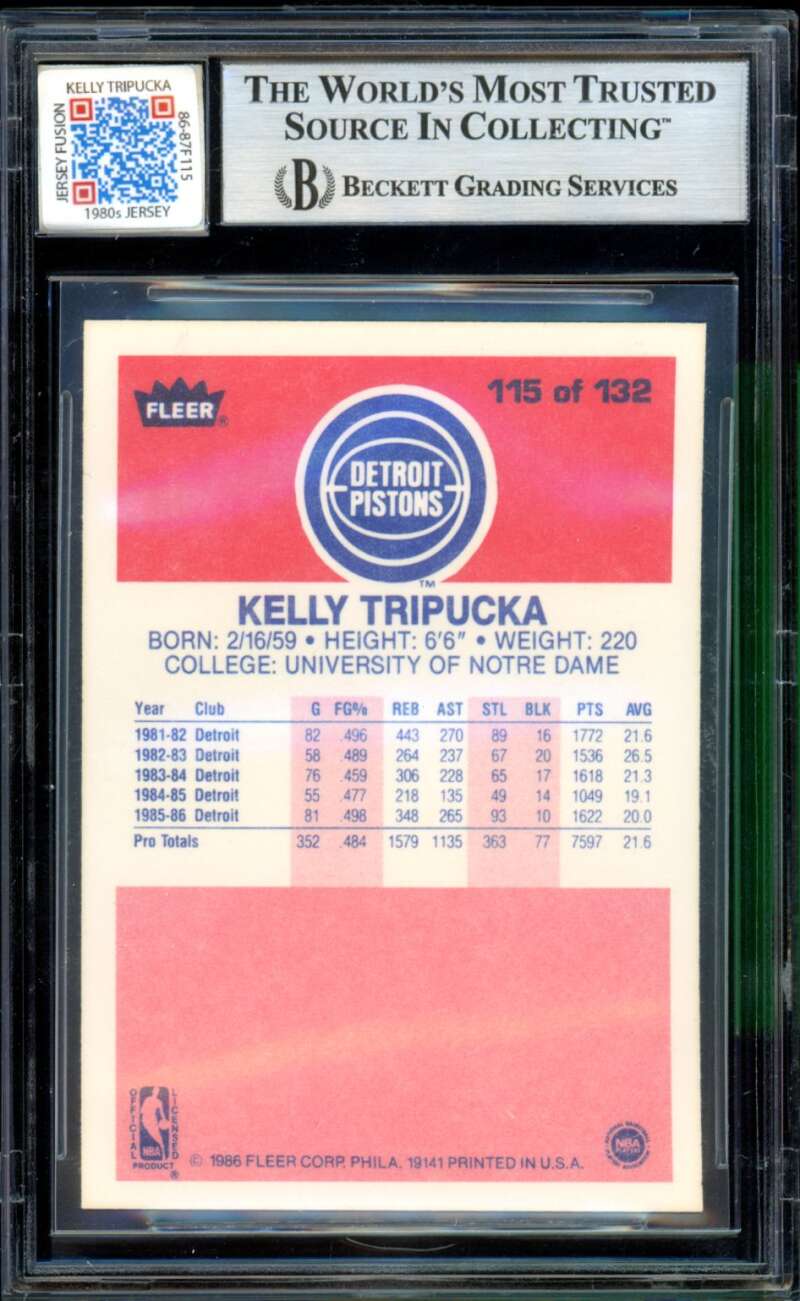 KELLY TRIPUCKA
JERSEY FUSION
86-87F115
1980s JERSEY
THE WORLD'S MOST TRUSTED
SOURCE IN COLLECTING™
B BECKETT GRADING SERVICES
FLEER®
115 of 132
DETROIT
PISTONS
TM
KELLY TRIPUCKA
BORN: 2/16/59 • HEIGHT: 6'6" • WEIGHT: 220
COLLEGE: UNIVERSITY OF NOTRE DAME
Year Club G FG% REB AST STL BLK PTS AVG
1981-82 Detroit 82 .496 443 270 89 16 1772 21.6
1982-83 Detroit 58 .489 264 237 67 20 1536 26.5
1983-84 Detroit 76 .459 306 228 65 17 1618 21.3
1984-85 Detroit 55 .477 218 135 49 14 1049 19.1
1985-86 Detroit 81 .498 348 265 93 10 1622 20.0
Pro Totals 352 .484 1579 1135 363 77 7597 21.6
OFFICIAL
LICENSED
NBA
PRODUCT
®
© 1986 FLEER CORP. PHILA. 19141 PRINTED IN U.S.A.
NBA
PLAYERS